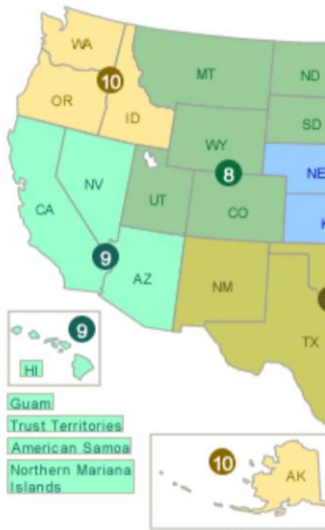 WA
10
MT
ND
OR
ID
SD
WY
8
NE
NV
UT
CO
K
CA
9
AZ
NM
TX
9
HI
Guam
Trust Territories
American Samoa
Northern Mariana
Islands
10
AK